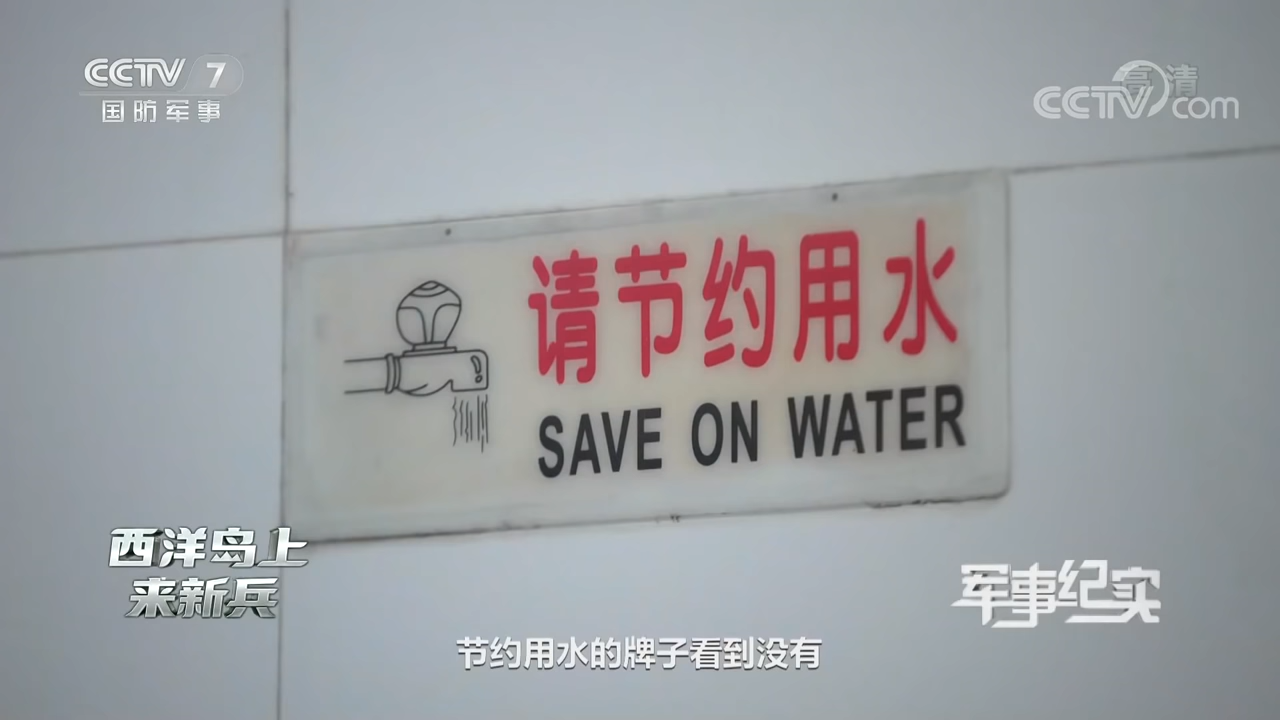 CCTV 7
国防军事
高清
CCTV.com
请节约用水
SAVE ON WATER
西洋岛上
来新兵
军事纪实
节约用水的牌子看到没有